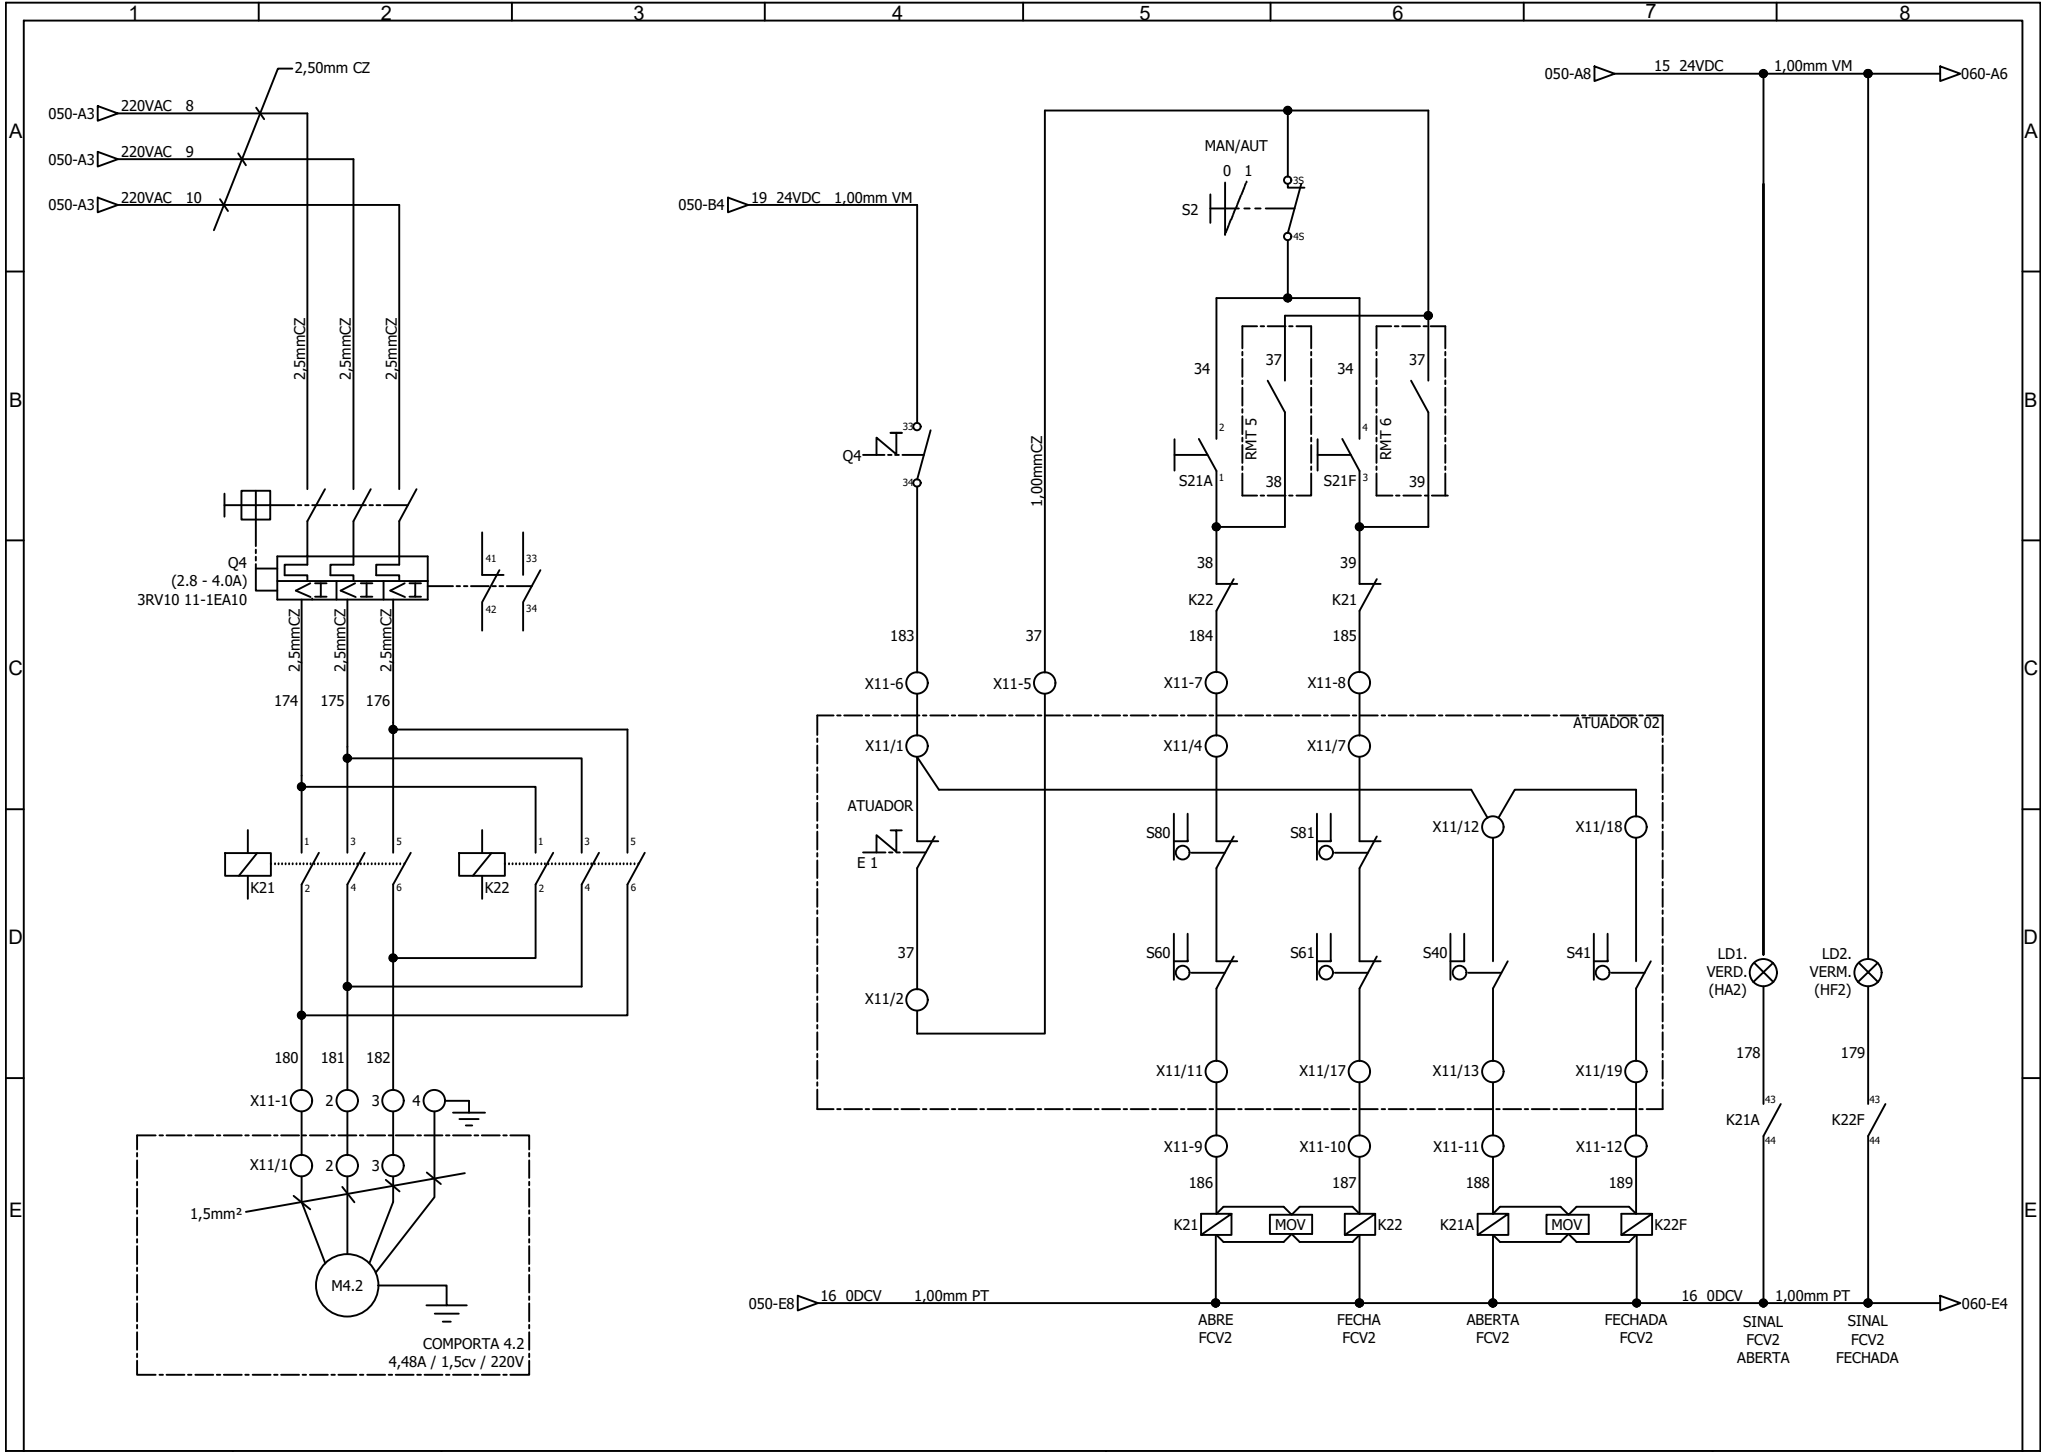 1 2 3 4 5 6 7 8
A
B
C
D
E
A
B
C
D
E
2,50mm CZ
050-A3 220VAC 8
050-A3 220VAC 9
050-A3 220VAC 10
2,5mmCZ
2,5mmCZ
2,5mmCZ
Q4
(2.8 - 4.0A)
3RV10 11-1EA10
41
42
33
34
2,5mmCZ
2,5mmCZ
2,5mmCZ
174 175 176
K21
1 3 5
2 4 6
K22
1 3 5
2 4 6
180 181 182
X11-1 2 3 4
X11/1 2 3
1,5mm²
M4.2
COMPORTA 4.2
4,48A / 1,5cv / 220V
050-B4 19 24VDC 1,00mm VM
Q4
33
34
183
X11-6
1,00mmCZ
37
X11-5
MAN/AUT
0 1
S2
3S
4S
34
37
34
37
RMT 5
RMT 6
2
S21A 1
38
4
S21F 3
39
38
39
K22
K21
184
185
X11-7
X11-8
ATUADOR 02
X11/1
X11/4
X11/7
ATUADOR
E 1
37
X11/2
S80
S81
X11/12
X11/18
S60
S61
S40
S41
X11/11
X11/17
X11/13
X11/19
X11-9
X11-10
X11-11
X11-12
186
187
188
189
K21
MOV
K22
K21A
MOV
K22F
050-E8 16 0DCV 1,00mm PT
16 0DCV 1,00mm PT 060-E4
ABRE
FCV2
FECHA
FCV2
ABERTA
FCV2
FECHADA
FCV2
SINAL
FCV2
ABERTA
SINAL
FCV2
FECHADA
050-A8 15 24VDC 1,00mm VM 060-A6
LD1.
VERD.
(HA2)
LD2.
VERM.
(HF2)
178
179
K21A
43
44
K22F
43
44